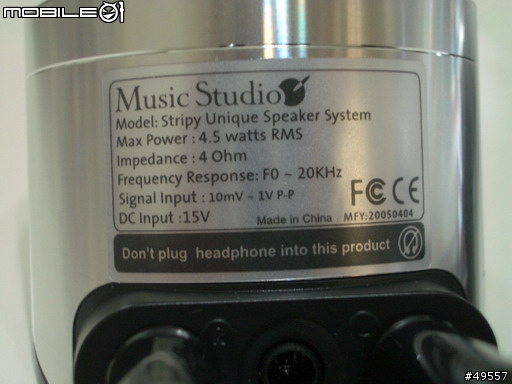 MOBILE01
Music Studio
Model: Stripy Unique Speaker System
Max Power : 4.5 watts RMS
Impedance : 4 Ohm
Frequency Response: F0 ~ 20KHz
Signal Input : 10mV ~ 1V P-P
DC Input :15V
Made in China
FC CE
MFY:20050404
Don't plug headphone into this product
#49557